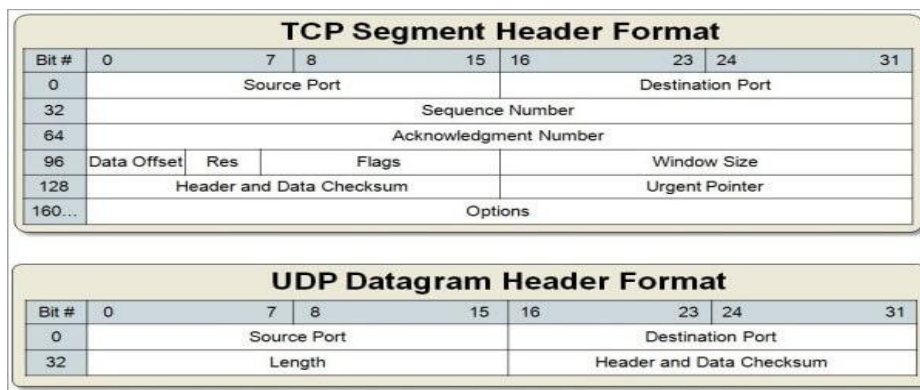 TCP Segment Header Format
Bit # 0 7 8 15 16 23 24 31
0 Source Port Destination Port
32 Sequence Number
64 Acknowledgment Number
96 Data Offset Res Flags Window Size
128 Header and Data Checksum Urgent Pointer
160... Options
UDP Datagram Header Format
Bit # 0 7 8 15 16 23 24 31
0 Source Port Destination Port
32 Length Header and Data Checksum